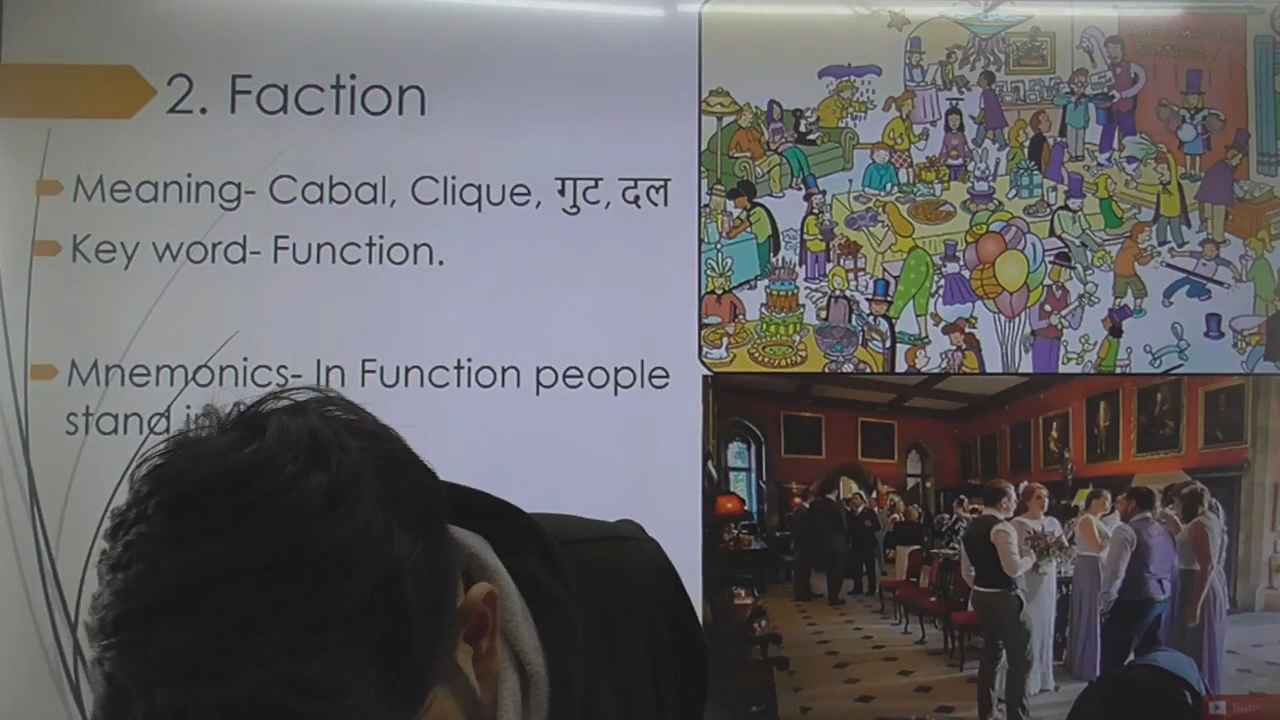 2. Faction
Meaning- Cabal, Clique, गुट, दल
Key word- Function.
Mnemonics- In Function people
stand